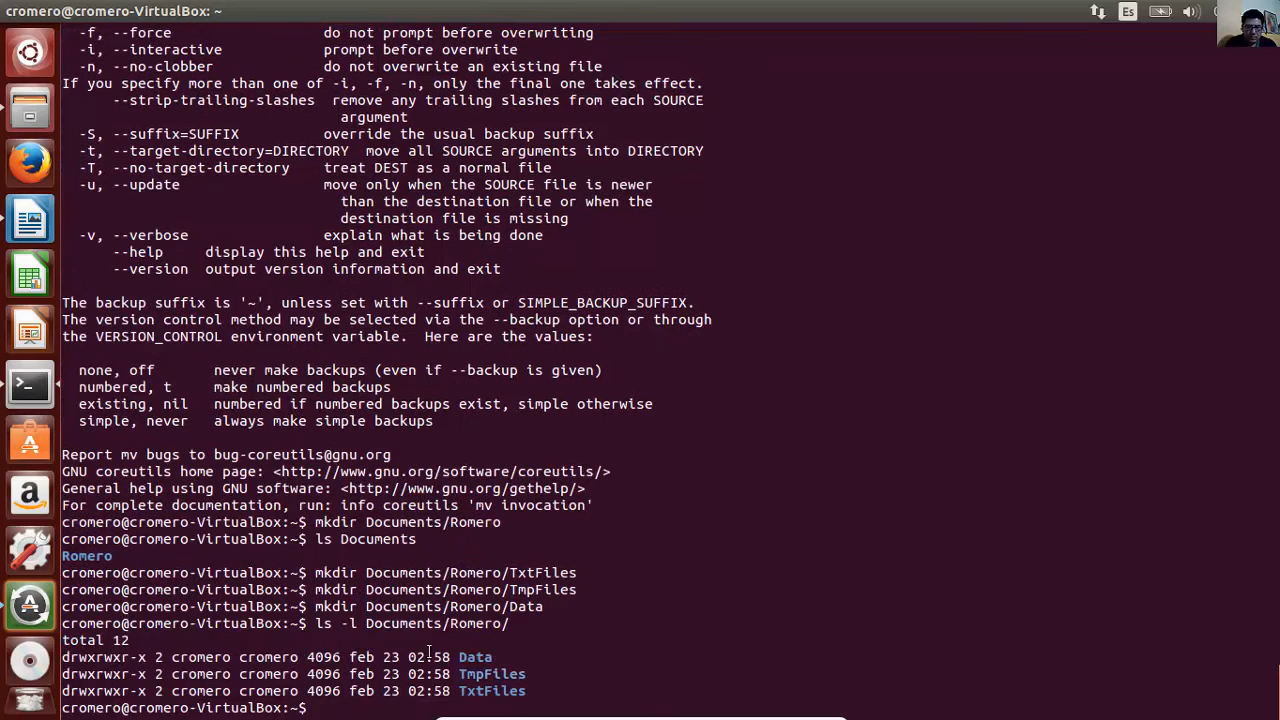 cromero@cromero-VirtualBox: ~
Es
-f, --force do not prompt before overwriting
-i, --interactive prompt before overwrite
-n, --no-clobber do not overwrite an existing file
If you specify more than one of -i, -f, -n, only the final one takes effect.
--strip-trailing-slashes remove any trailing slashes from each SOURCE
argument
-S, --suffix=SUFFIX override the usual backup suffix
-t, --target-directory=DIRECTORY move all SOURCE arguments into DIRECTORY
-T, --no-target-directory treat DEST as a normal file
-u, --update move only when the SOURCE file is newer
than the destination file or when the
destination file is missing
-v, --verbose explain what is being done
--help display this help and exit
--version output version information and exit
The backup suffix is '~', unless set with --suffix or SIMPLE_BACKUP_SUFFIX.
The version control method may be selected via the --backup option or through
the VERSION_CONTROL environment variable. Here are the values:
none, off never make backups (even if --backup is given)
numbered, t make numbered backups
existing, nil numbered if numbered backups exist, simple otherwise
simple, never always make simple backups
Report mv bugs to bug-coreutils@gnu.org
GNU coreutils home page: <http://www.gnu.org/software/coreutils/>
General help using GNU software: <http://www.gnu.org/gethelp/>
For complete documentation, run: info coreutils 'mv invocation'
cromero@cromero-VirtualBox:~$ mkdir Documents/Romero
cromero@cromero-VirtualBox:~$ ls Documents
Romero
cromero@cromero-VirtualBox:~$ mkdir Documents/Romero/TxtFiles
cromero@cromero-VirtualBox:~$ mkdir Documents/Romero/TmpFiles
cromero@cromero-VirtualBox:~$ mkdir Documents/Romero/Data
cromero@cromero-VirtualBox:~$ ls -l Documents/Romero/
total 12
drwxrwxr-x 2 cromero cromero 4096 feb 23 02:58 Data
drwxrwxr-x 2 cromero cromero 4096 feb 23 02:58 TmpFiles
drwxrwxr-x 2 cromero cromero 4096 feb 23 02:58 TxtFiles
cromero@cromero-VirtualBox:~$